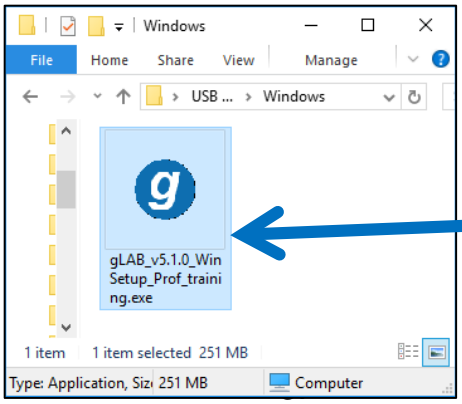 Windows
File Home Share View Manage
USB ... > Windows
g
gLAB_v5.1.0_Win
Setup_Prof_traini
ng.exe
1 item 1 item selected 251 MB
Type: Application, Siz 251 MB Computer